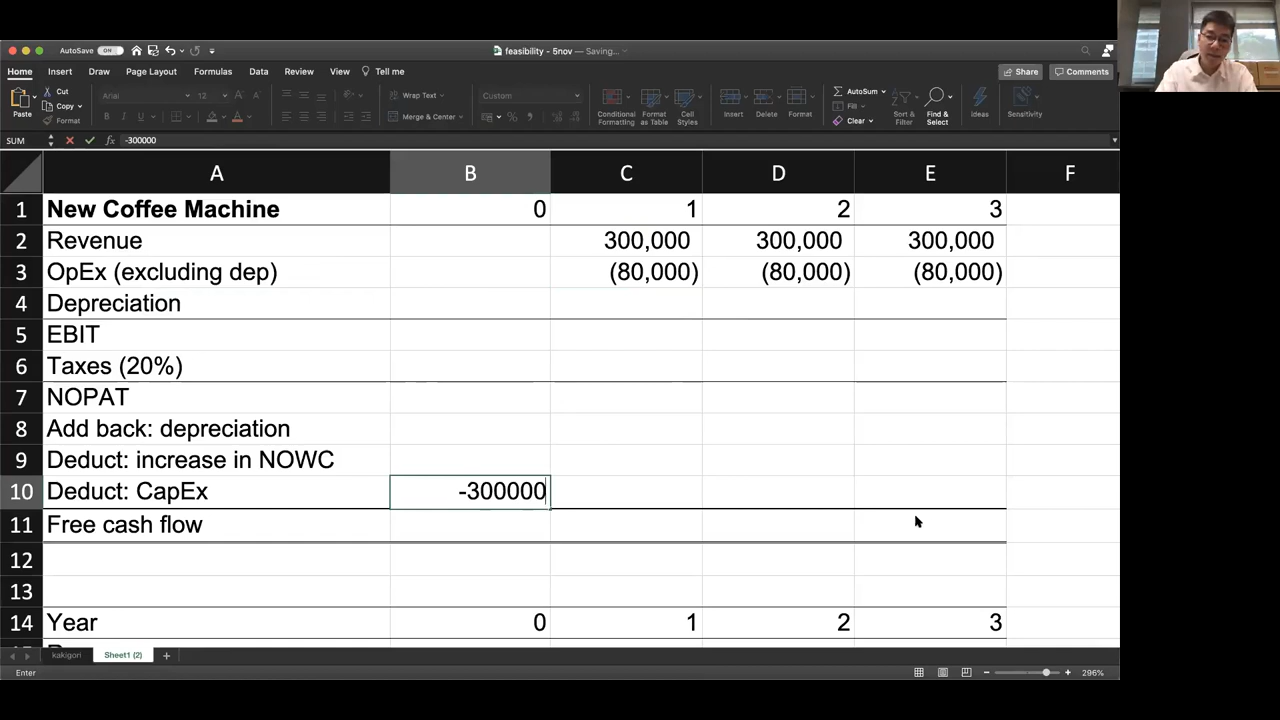 AutoSave ON feasibility - 5nov — Saving...
Home Insert Draw Page Layout Formulas Data Review View Tell me Share Comments
Paste Cut Copy Format Arial 12 Wrap Text Merge & Center Custom Conditional Formatting Format as Table Cell Styles Insert Delete Format AutoSum Fill Clear Sort & Filter Find & Select Ideas Sensitivity
SUM fx -300000
A B C D E F
1 New Coffee Machine 0 1 2 3
2 Revenue 300,000 300,000 300,000
3 OpEx (excluding dep) (80,000) (80,000) (80,000)
4 Depreciation
5 EBIT
6 Taxes (20%)
7 NOPAT
8 Add back: depreciation
9 Deduct: increase in NOWC
10 Deduct: CapEx -300000
11 Free cash flow
12
13
14 Year 0 1 2 3
kakigori Sheet1 (2)
Enter 296%